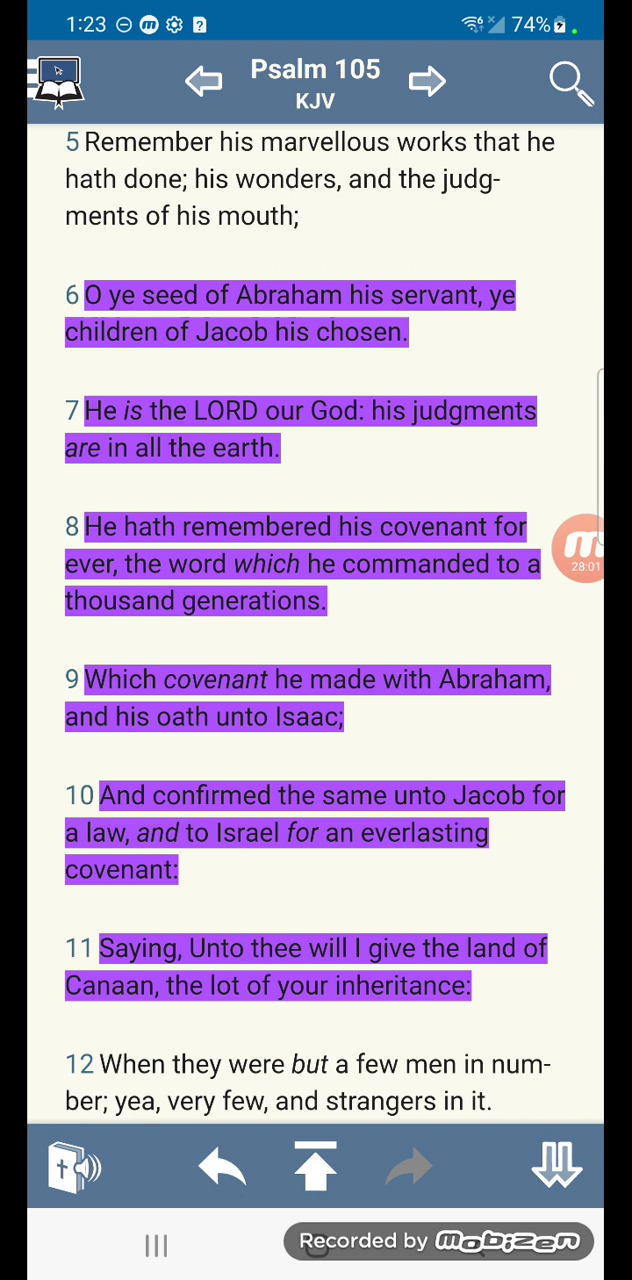 1:23 74%
Psalm 105
KJV
5 Remember his marvellous works that he
hath done; his wonders, and the judg-
ments of his mouth;
6 O ye seed of Abraham his servant, ye
children of Jacob his chosen.
7 He is the LORD our God: his judgments
are in all the earth.
8 He hath remembered his covenant for
ever, the word which he commanded to a
thousand generations.
9 Which covenant he made with Abraham,
and his oath unto Isaac;
10 And confirmed the same unto Jacob for
a law, and to Israel for an everlasting
covenant:
11 Saying, Unto thee will I give the land of
Canaan, the lot of your inheritance:
12 When they were but a few men in num-
ber; yea, very few, and strangers in it.
m
28:01
Recorded by mobizen